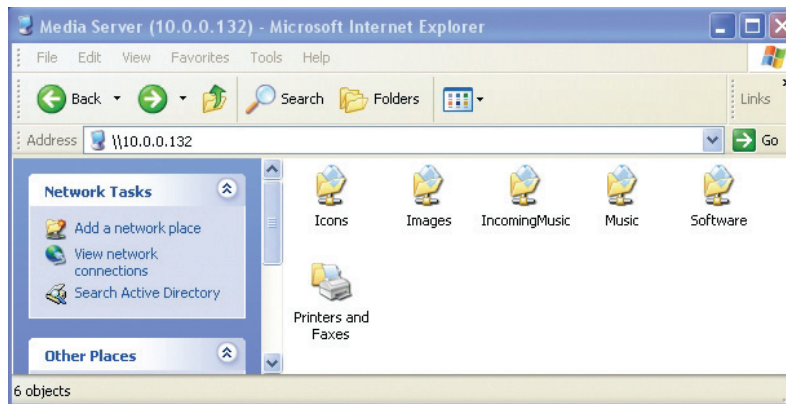 Media Server (10.0.0.132) - Microsoft Internet Explorer
File Edit View Favorites Tools Help
Back Search Folders Links
Address \\10.0.0.132 Go
Network Tasks
Add a network place
View network
connections
Search Active Directory
Other Places
Icons Images IncomingMusic Music Software
Printers and
Faxes
6 objects